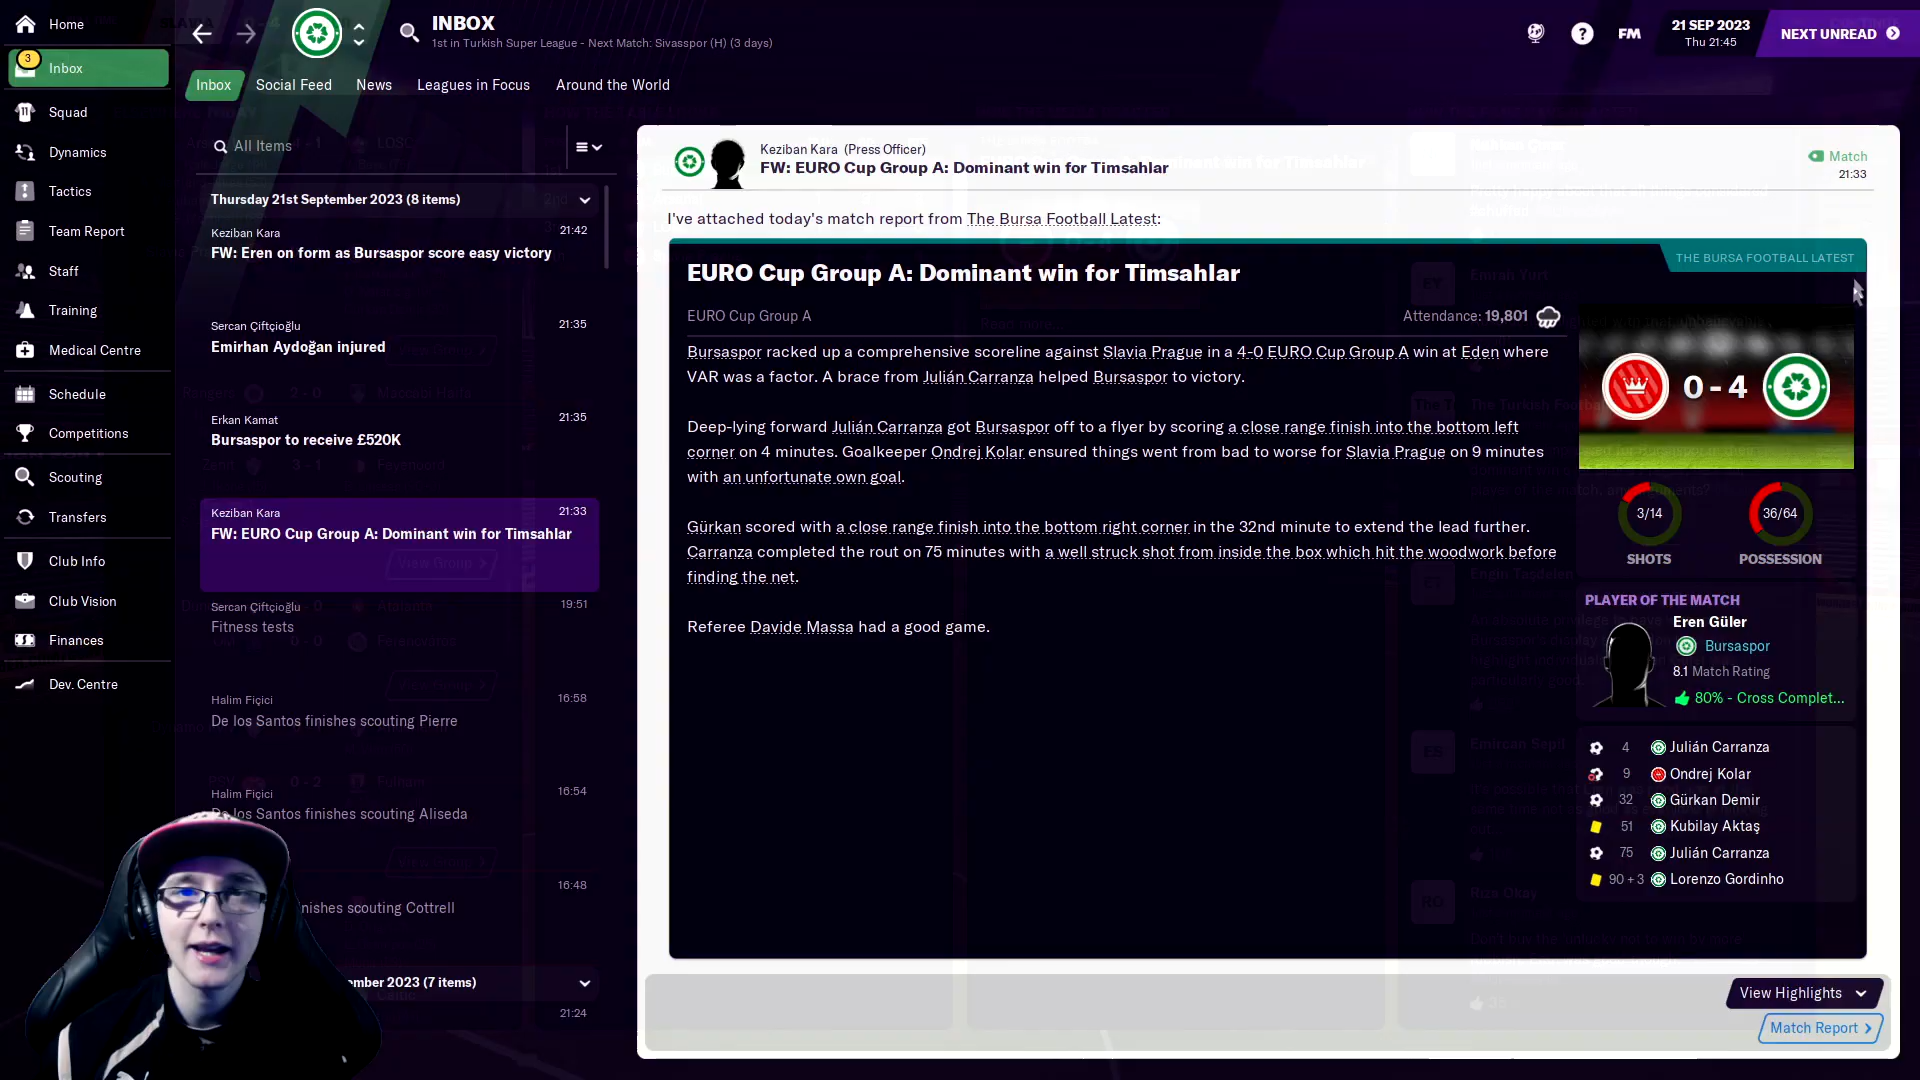 Home
INBOX
1st in Turkish Super League - Next Match: Sivasspor (H) (3 days)
?
FM
21 SEP 2023
Thu 21:45
NEXT UNREAD
3
Inbox
Squad
Dynamics
Tactics
Team Report
Staff
Training
Medical Centre
Schedule
Competitions
Scouting
Transfers
Club Info
Club Vision
Finances
Dev. Centre
Inbox
Social Feed
News
Leagues in Focus
Around the World
All Items
Thursday 21st September 2023 (8 items)
Keziban Kara
21:42
FW: Eren on form as Bursaspor score easy victory
Sercan Çiftçioğlu
21:35
Emirhan Aydoğan injured
Erkan Kamat
21:35
Bursaspor to receive £520K
Keziban Kara
21:33
FW: EURO Cup Group A: Dominant win for Timsahlar
Sercan Çiftçioğlu
19:51
Fitness tests
Halim Fiçici
16:58
De los Santos finishes scouting Pierre
Halim Fiçici
16:54
De los Santos finishes scouting Aliseda
16:48
nishes scouting Cottrell
mber 2023 (7 items)
21:24
Keziban Kara (Press Officer)
FW: EURO Cup Group A: Dominant win for Timsahlar
Match
21:33
I've attached today's match report from The Bursa Football Latest:
THE BURSA FOOTBALL LATEST
EURO Cup Group A: Dominant win for Timsahlar
EURO Cup Group A
Attendance: 19,801
Bursaspor racked up a comprehensive scoreline against Slavia Prague in a 4-0 EURO Cup Group A win at Eden where
VAR was a factor. A brace from Julián Carranza helped Bursaspor to victory.
Deep-lying forward Julián Carranza got Bursaspor off to a flyer by scoring a close range finish into the bottom left
corner on 4 minutes. Goalkeeper Ondrej Kolar ensured things went from bad to worse for Slavia Prague on 9 minutes
with an unfortunate own goal.
Gürkan scored with a close range finish into the bottom right corner in the 32nd minute to extend the lead further.
Carranza completed the rout on 75 minutes with a well struck shot from inside the box which hit the woodwork before
finding the net.
Referee Davide Massa had a good game.
0 - 4
3/14
SHOTS
36/64
POSSESSION
PLAYER OF THE MATCH
Eren Güler
Bursaspor
8.1 Match Rating
80% - Cross Complet...
4 Julián Carranza
9 Ondrej Kolar
32 Gürkan Demir
51 Kubilay Aktaş
75 Julián Carranza
90 + 3 Lorenzo Gordinho
View Highlights
Match Report